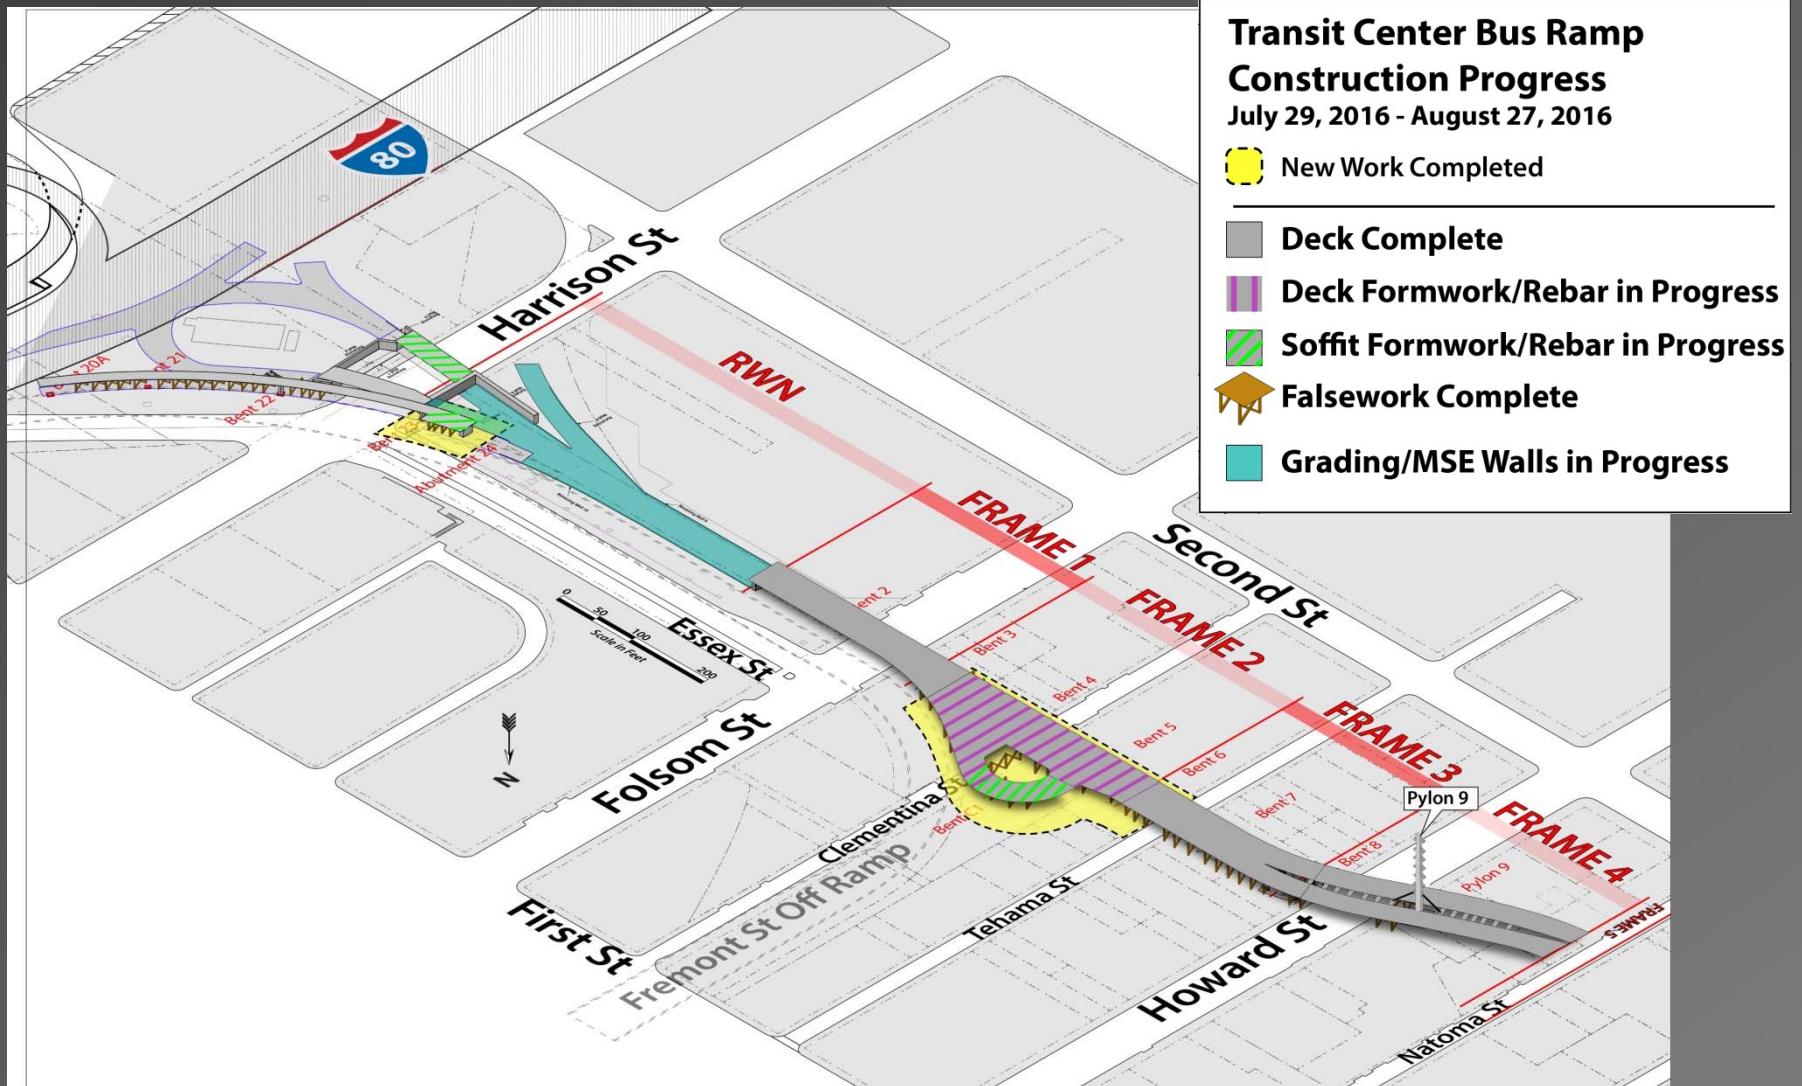 Transit Center Bus Ramp
Construction Progress
July 29, 2016 - August 27, 2016
New Work Completed
Deck Complete
Deck Formwork/Rebar in Progress
Soffit Formwork/Rebar in Progress
Falsework Complete
Grading/MSE Walls in Progress
80
Harrison St
RWN
20A
21
Bent 22
Abutment 24
FRAME 1
Second St
FRAME 2
FRAME 3
FRAME 4
FRAME 5
Bent 3
Bent 4
Bent 5
Bent 6
Bent 7
Bent 8
Pylon 9
Pylon 9
0
50
100
200
Scale in Feet
Essex St
N
Folsom St
Clementina St
Bent C1
First St
Fremont St Off Ramp
Tehama St
Howard St
Natoma St